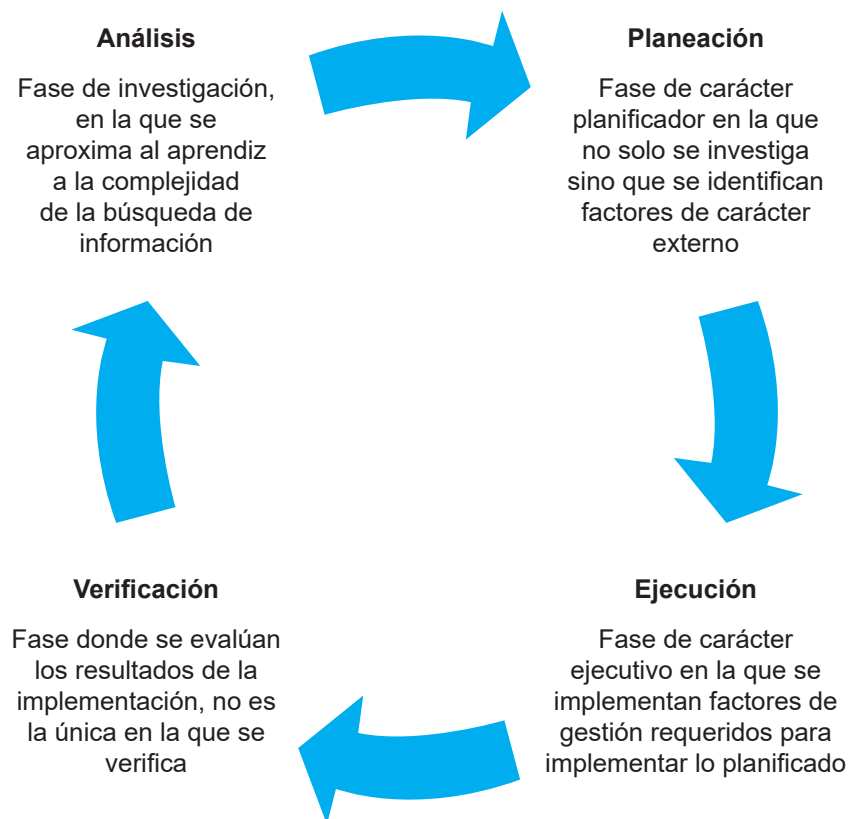 Análisis
Fase de investigación,
en la que se
aproxima al aprendiz
a la complejidad
de la búsqueda de
información
Planeación
Fase de carácter
planificador en la que
no solo se investiga
sino que se identifican
factores de carácter
externo
Ejecución
Fase de carácter
ejecutivo en la que se
implementan factores de
gestión requeridos para
implementar lo planificado
Verificación
Fase donde se evalúan
los resultados de la
implementación, no es
la única en la que se
verifica